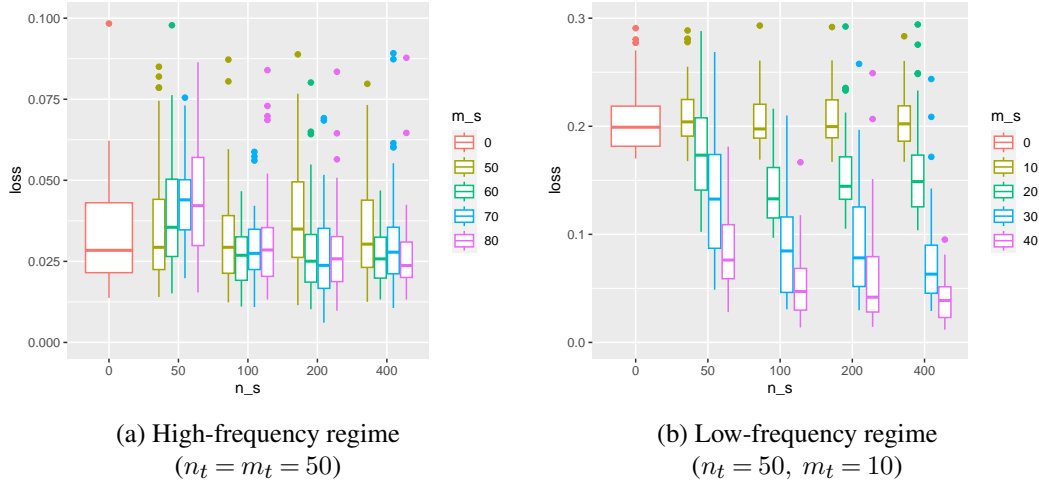 0.100
0.075
0.050
0.025
0.000
loss
0
50
100
200
400
n_s
m_s
0
50
60
70
80
0.3
0.2
0.1
0.0
loss
0
50
100
200
400
n_s
m_s
0
10
20
30
40
(a) High-frequency regime
(n_t = m_t = 50)
(b) Low-frequency regime
(n_t = 50, m_t = 10)